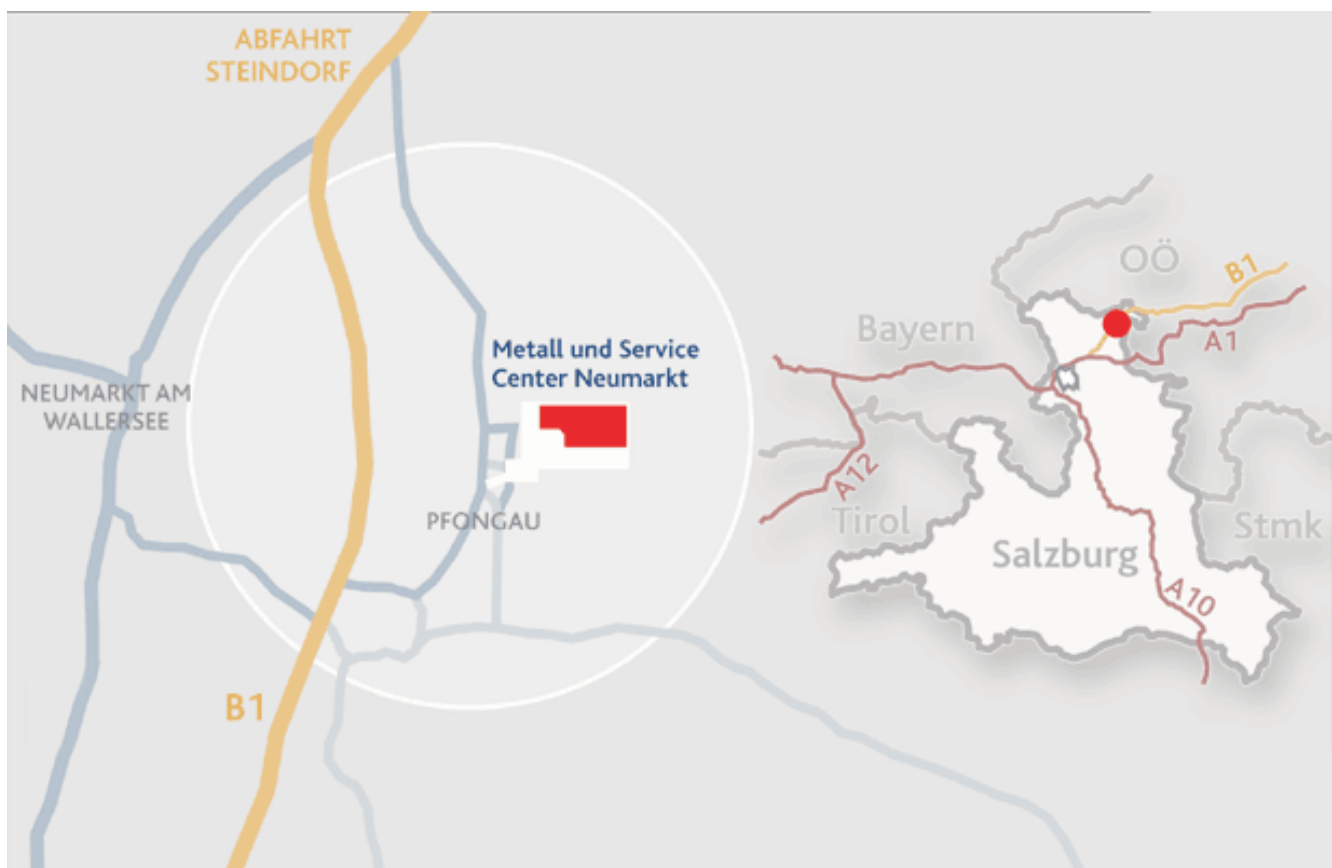 ABFAHRT
STEINDORF
Metall und Service
Center Neumarkt
NEUMARKT AM
WALLERSEE
PFONGAU
B1
OÖ
B1
Bayern
A1
A12
Tirol
Salzburg
Stmk
A10